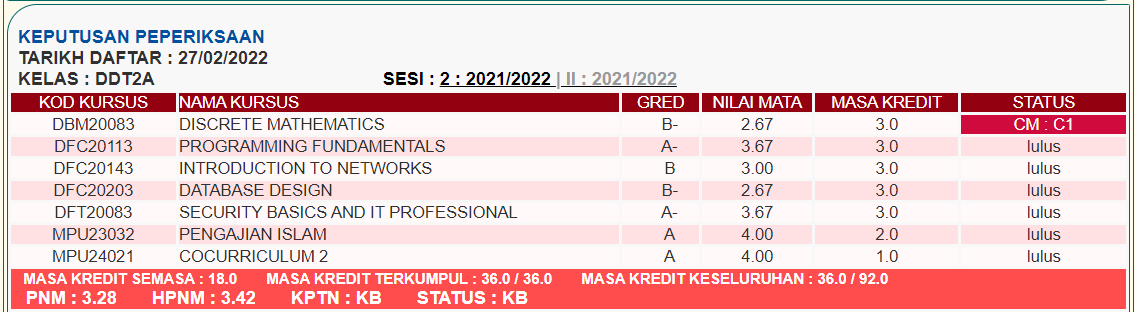 KEPUTUSAN PEPERIKSAAN
TARIKH DAFTAR : 27/02/2022
KELAS : DDT2A SESI : 2 : 2021/2022 | II : 2021/2022
KOD KURSUS NAMA KURSUS GRED NILAI MATA MASA KREDIT STATUS
DBM20083 DISCRETE MATHEMATICS B- 2.67 3.0 CM : C1
DFC20113 PROGRAMMING FUNDAMENTALS A- 3.67 3.0 lulus
DFC20143 INTRODUCTION TO NETWORKS B 3.00 3.0 lulus
DFC20203 DATABASE DESIGN B- 2.67 3.0 lulus
DFT20083 SECURITY BASICS AND IT PROFESSIONAL A- 3.67 3.0 lulus
MPU23032 PENGAJIAN ISLAM A 4.00 2.0 lulus
MPU24021 COCURRICULUM 2 A 4.00 1.0 lulus
MASA KREDIT SEMASA : 18.0 MASA KREDIT TERKUMPUL : 36.0 / 36.0 MASA KREDIT KESELURUHAN : 36.0 / 92.0
PNM : 3.28 HPNM : 3.42 KPTN : KB STATUS : KB